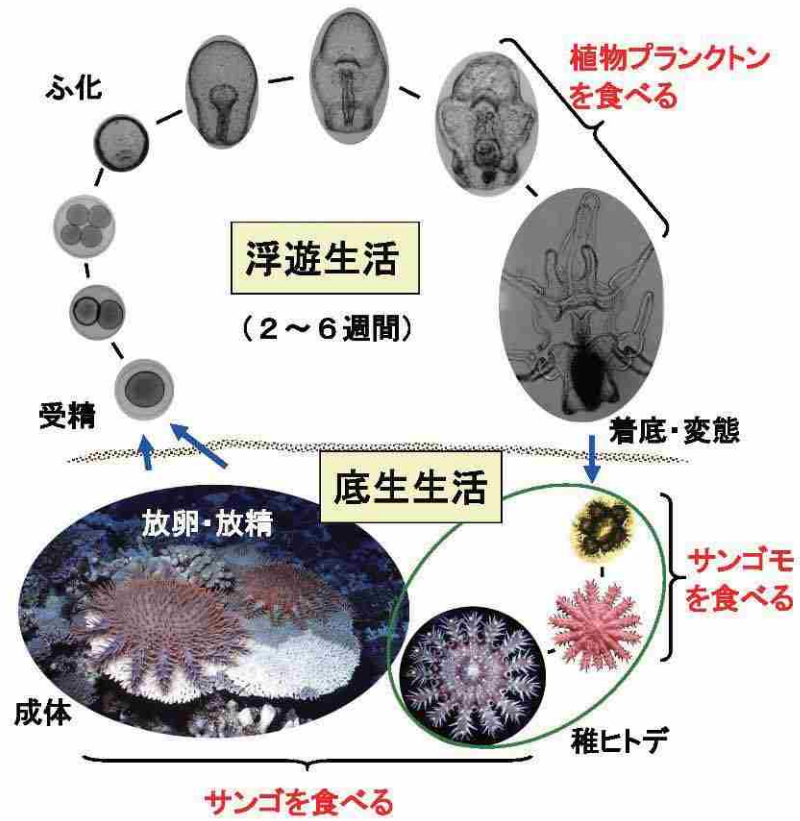 植物プランクトン
を食べる
ふ化
浮遊生活
(2~6週間)
受精
着底・変態
底生生活
放卵・放精
サンゴモ
を食べる
成体
稚ヒトデ
サンゴを食べる